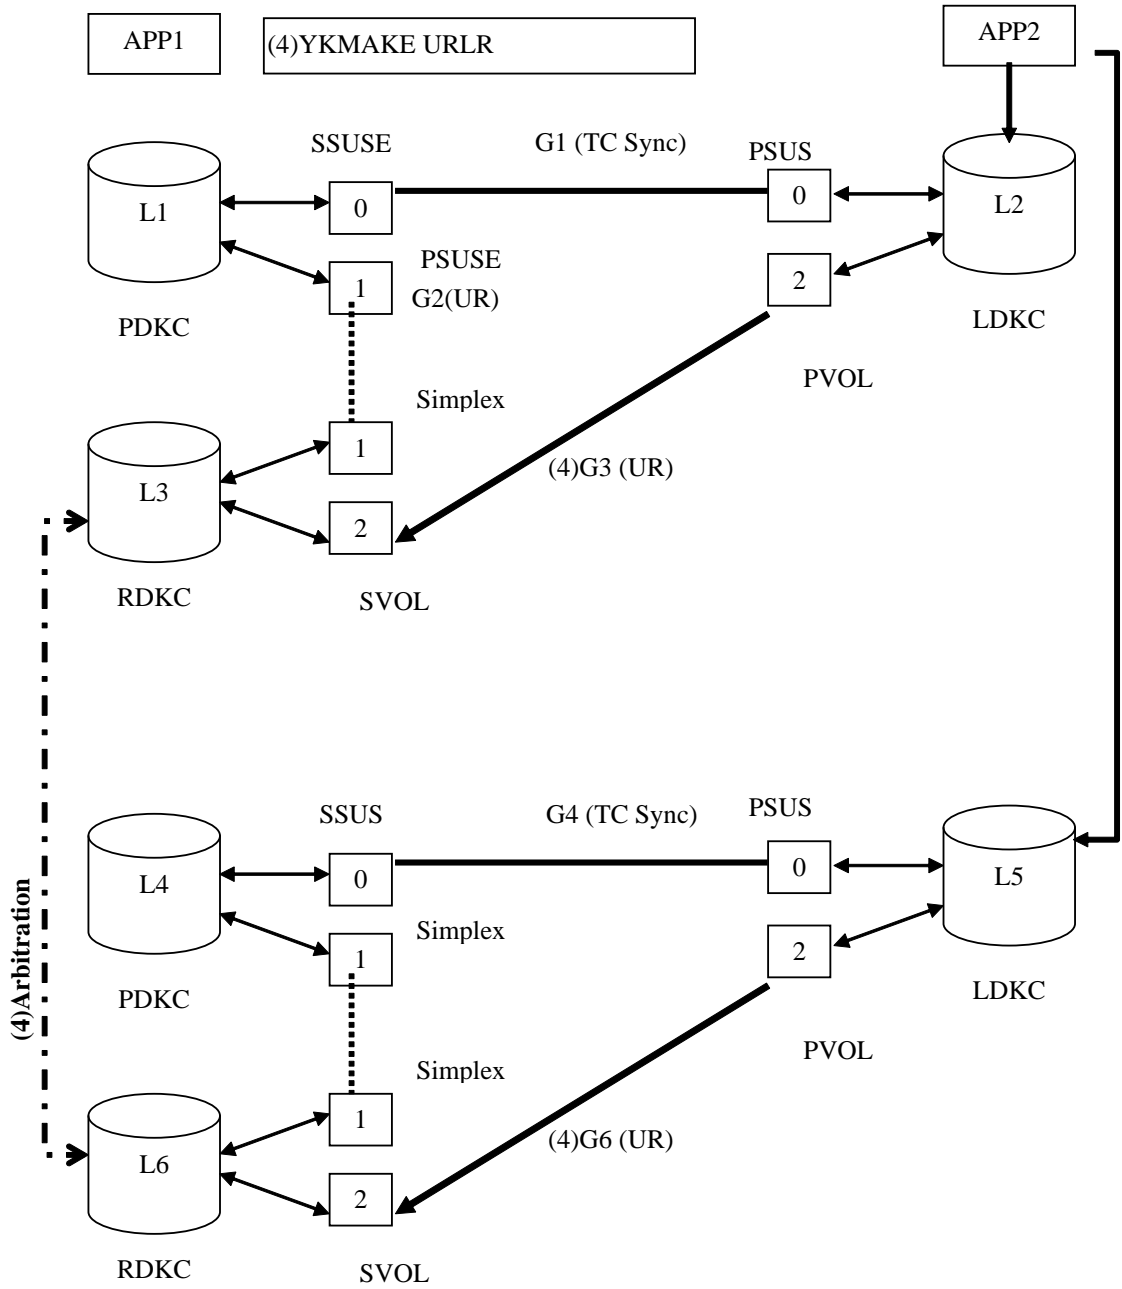 APP1
(4)YKMAKE URLR
APP2
SSUSE
G1 (TC Sync)
PSUS
L1
0
0
L2
PSUSE
1
G2(UR)
2
PDKC
LDKC
PVOL
Simplex
1
L3
(4)G3 (UR)
2
RDKC
SVOL
SSUS
G4 (TC Sync)
PSUS
L4
0
0
L5
(4)Arbitration
Simplex
1
2
PDKC
LDKC
PVOL
Simplex
1
(4)G6 (UR)
L6
2
RDKC
SVOL